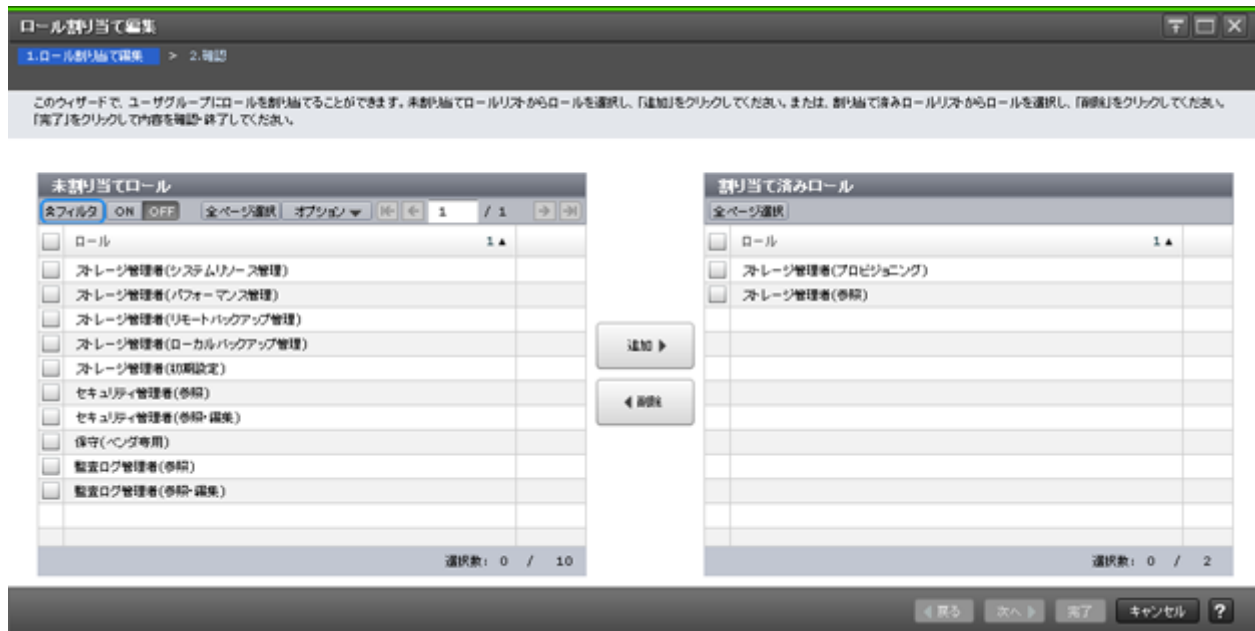 ロール割り当て編集
1.ロール割り当て編集 > 2.確認
このウィザードで、ユーザグループにロールを割り当てることができます。未割り当てロールリストからロールを選択し、「追加」をクリックしてください。または、割り当て済みロールリストからロールを選択し、「削除」をクリックしてください。
「完了」をクリックして内容を確認・終了してください。
未割り当てロール
全フィルタ ON OFF 全ページ選択 オプション 1 / 1
ロール 1▲
ストレージ管理者(システムリソース管理)
ストレージ管理者(パフォーマンス管理)
ストレージ管理者(リモートバックアップ管理)
ストレージ管理者(ローカルバックアップ管理)
ストレージ管理者(初期設定)
セキュリティ管理者(参照)
セキュリティ管理者(参照・編集)
保守(ベンダ専用)
監査ログ管理者(参照)
監査ログ管理者(参照・編集)
選択数: 0 / 10
追加
削除
割り当て済みロール
全ページ選択
ロール 1▲
ストレージ管理者(プロビジョニング)
ストレージ管理者(参照)
選択数: 0 / 2
戻る 次へ 完了 キャンセル ?